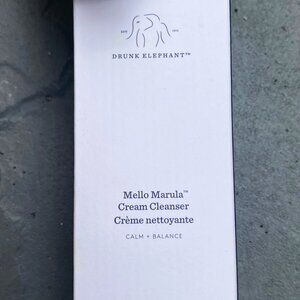 DRUNK ELEPHANT™
Mello Marula™
Cream Cleanser
Crème nettoyante
CALM + BALANCE